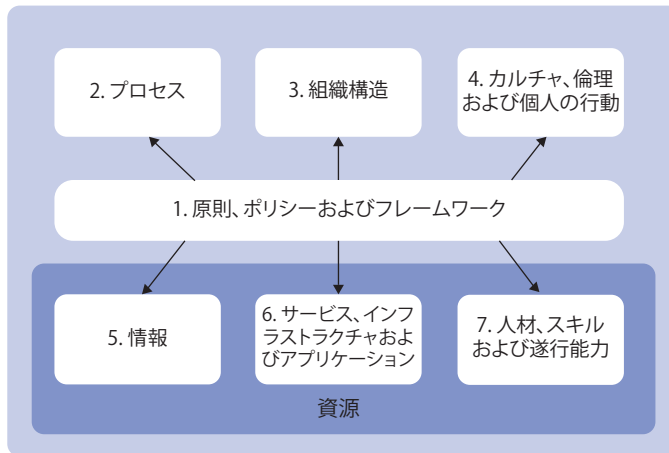 2. プロセス
3. 組織構造
4. カルチャ、倫理
および個人の行動
1. 原則、ポリシーおよびフレームワーク
5. 情報
6. サービス、インフ
ラストラクチャおよ
びアプリケーション
7. 人材、スキル
および遂行能力
資源